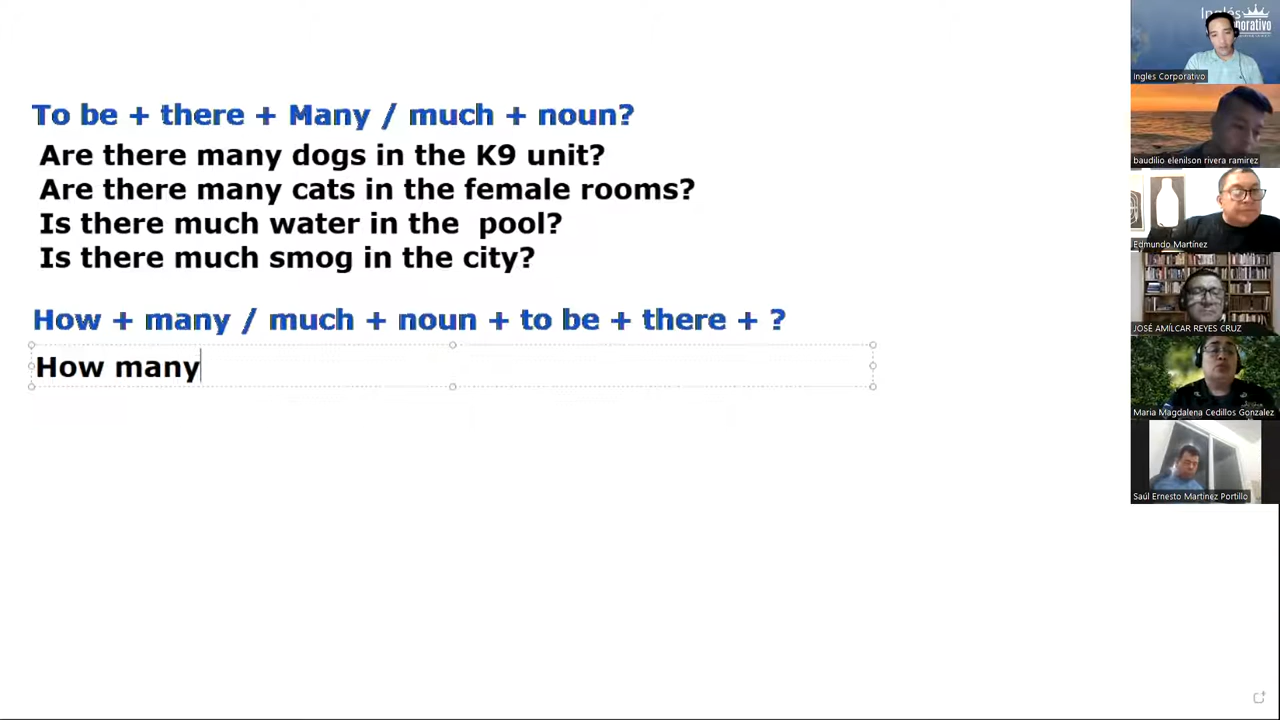 To be + there + Many / much + noun?
Are there many dogs in the K9 unit?
Are there many cats in the female rooms?
Is there much water in the  pool?
Is there much smog in the city?
How + many / much + noun + to be + there + ?
How many
Ingles Corporativo
baudilio elenilson rivera ramirez
Edmundo Martínez
JOSÉ AMÍLCAR REYES CRUZ
Maria Magdalena Cedillos Gonzalez
Saúl Ernesto Martínez Portillo